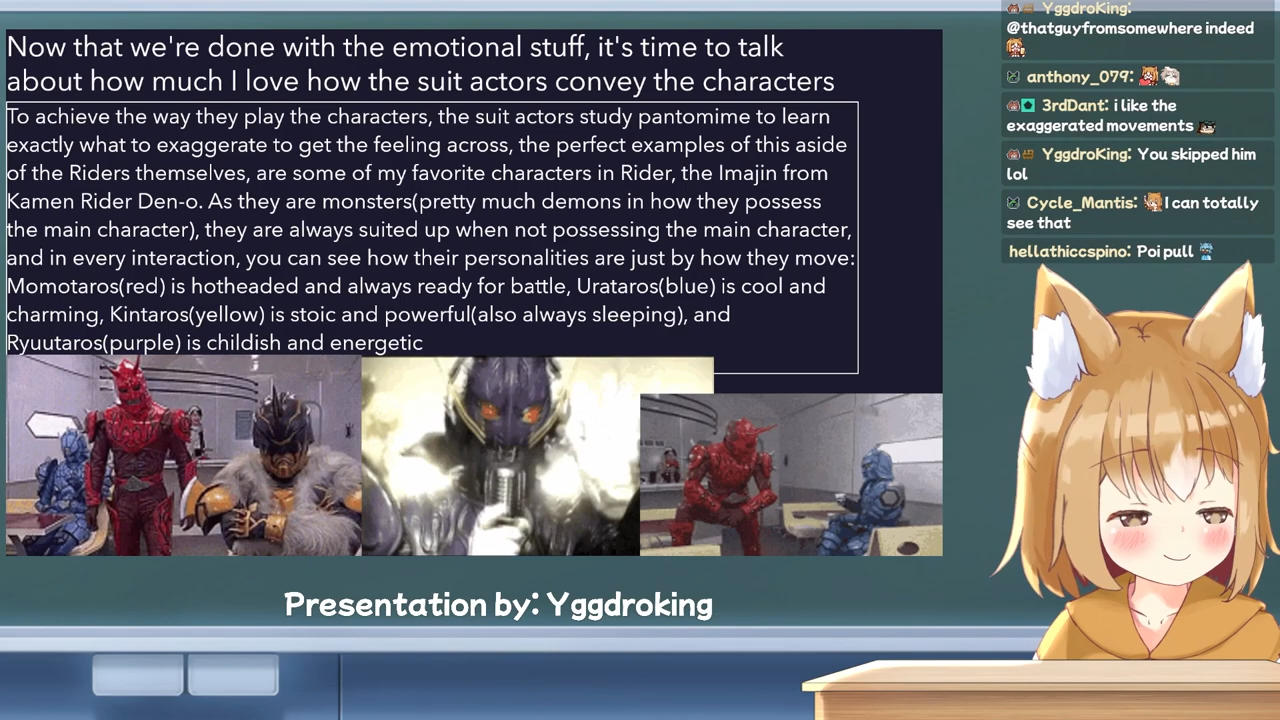 Now that we're done with the emotional stuff, it's time to talk
about how much I love how the suit actors convey the characters
To achieve the way they play the characters, the suit actors study pantomime to learn
exactly what to exaggerate to get the feeling across, the perfect examples of this aside
of the Riders themselves, are some of my favorite characters in Rider, the Imajin from
Kamen Rider Den-o. As they are monsters(pretty much demons in how they possess
the main character), they are always suited up when not possessing the main character,
and in every interaction, you can see how their personalities are just by how they move:
Momotaros(red) is hotheaded and always ready for battle, Urataros(blue) is cool and
charming, Kintaros(yellow) is stoic and powerful(also always sleeping), and
Ryuutaros(purple) is childish and energetic
Presentation by: Yggdroking
YggdroKing:
@thatguyfromsomewhere indeed
anthony_079:
3rdDant: i like the
exaggerated movements
YggdroKing: You skipped him
lol
Cycle_Mantis: I can totally
see that
hellathiccspino: Poi pull